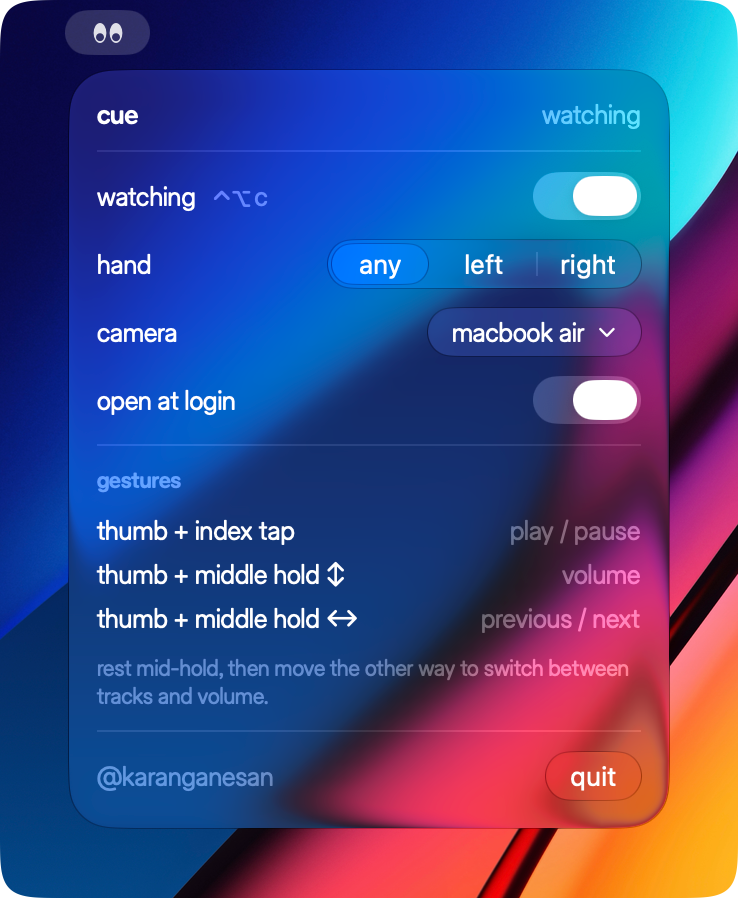 cue watching
watching ^⌥C
hand any left right
camera macbook air
open at login
gestures
thumb + index tap play / pause
thumb + middle hold ↕ volume
thumb + middle hold ↔ previous / next
rest mid-hold, then move the other way to switch between
tracks and volume.
@karanganesan quit